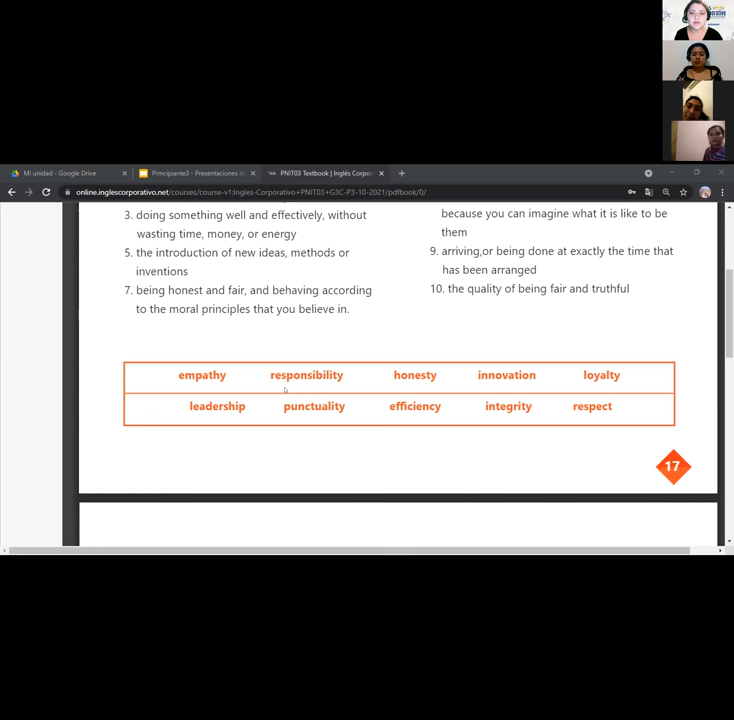 Mi unidad - Google Drive
Principiante3 - Presentaciones d
PNIT03 Textbook | Inglés Corpor
online.inglescorporativo.net/courses/course-v1:Ingles-Corporativo+PNIT03+G3C-P3-10-2021/pdfbook/0/
3. doing something well and effectively, without
wasting time, money, or energy
5. the introduction of new ideas, methods or
inventions
7. being honest and fair, and behaving according
to the moral principles that you believe in.
because you can imagine what it is like to be
them
9. arriving,or being done at exactly the time that
has been arranged
10. the quality of being fair and truthful
empathy responsibility honesty innovation loyalty
leadership punctuality efficiency integrity respect
17